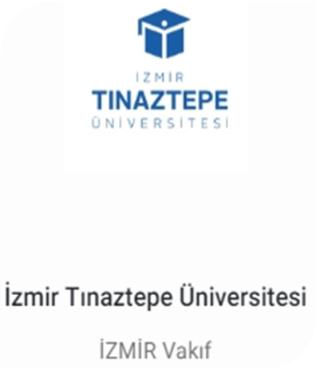 İZMİR
TINAZTEPE
ÜNİVERSİTESİ
İzmir Tınaztepe Üniversitesi
İZMİR Vakıf